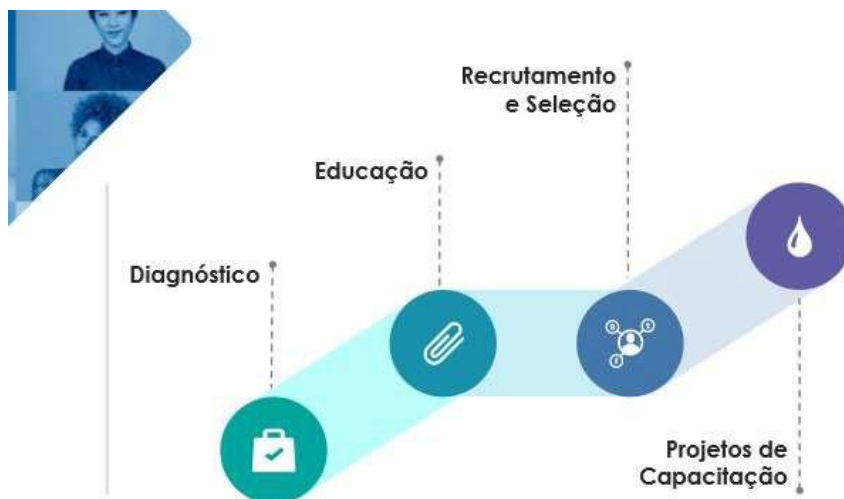 Recrutamento
e Seleção
Educação
Diagnóstico
Projetos de
Capacitação